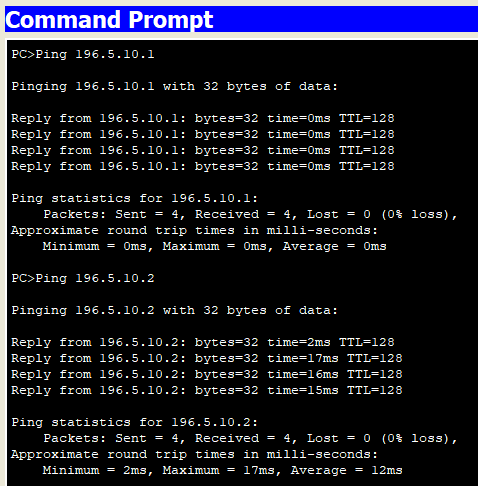 Command Prompt
PC>Ping 196.5.10.1
Pinging 196.5.10.1 with 32 bytes of data:
Reply from 196.5.10.1: bytes=32 time=0ms TTL=128
Reply from 196.5.10.1: bytes=32 time=0ms TTL=128
Reply from 196.5.10.1: bytes=32 time=0ms TTL=128
Reply from 196.5.10.1: bytes=32 time=0ms TTL=128
Ping statistics for 196.5.10.1:
    Packets: Sent = 4, Received = 4, Lost = 0 (0% loss),
Approximate round trip times in milli-seconds:
    Minimum = 0ms, Maximum = 0ms, Average = 0ms
PC>Ping 196.5.10.2
Pinging 196.5.10.2 with 32 bytes of data:
Reply from 196.5.10.2: bytes=32 time=2ms TTL=128
Reply from 196.5.10.2: bytes=32 time=17ms TTL=128
Reply from 196.5.10.2: bytes=32 time=16ms TTL=128
Reply from 196.5.10.2: bytes=32 time=15ms TTL=128
Ping statistics for 196.5.10.2:
    Packets: Sent = 4, Received = 4, Lost = 0 (0% loss),
Approximate round trip times in milli-seconds:
    Minimum = 2ms, Maximum = 17ms, Average = 12ms